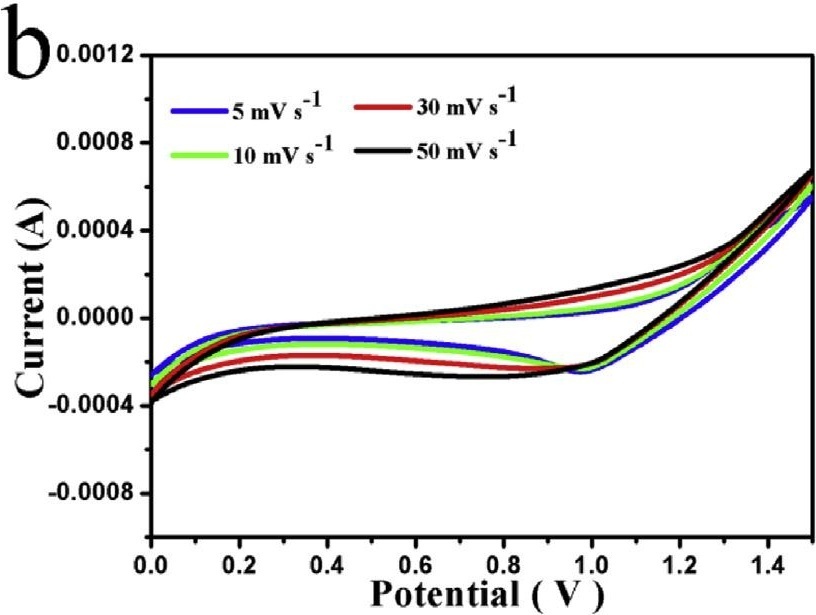 b
0.0012
0.0008
0.0004
0.0000
-0.0004
-0.0008
Current (A)
5 mV s⁻¹
30 mV s⁻¹
10 mV s⁻¹
50 mV s⁻¹
0.0 0.2 0.4 0.6 0.8 1.0 1.2 1.4
Potential ( V )